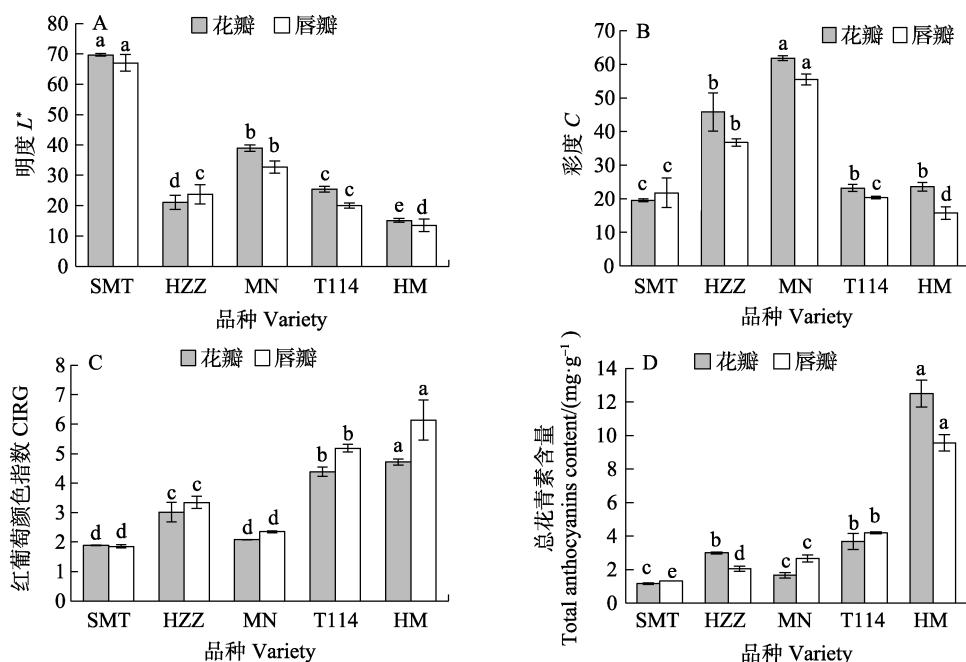 A
花瓣 唇瓣
80
70
60
50
40
30
20
10
0
明度 L*
a a
d c
b b
c c
e d
SMT HZZ MN T114 HM
品种 Variety
B
花瓣 唇瓣
70
60
50
40
30
20
10
0
彩度 C
c c
b b
a a
b c
b d
SMT HZZ MN T114 HM
品种 Variety
C
花瓣 唇瓣
8
7
6
5
4
3
2
1
0
红葡萄颜色指数 CIRG
d d
c c
d d
b b
a a
SMT HZZ MN T114 HM
品种 Variety
D
花瓣 唇瓣
14
12
10
8
6
4
2
0
总花青素含量
Total anthocyanins content/(mg·g⁻¹)
c e
b d
c c
b b
a a
SMT HZZ MN T114 HM
品种 Variety